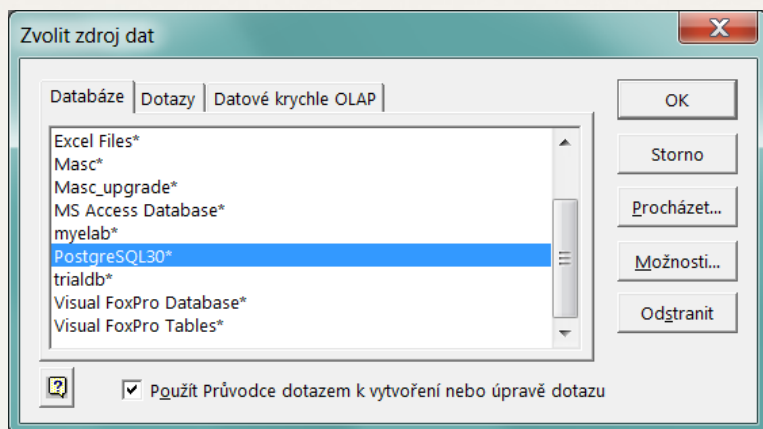 Zvolit zdroj dat
Databáze Dotazy Datové krychle OLAP
Excel Files*
Masc*
Masc_upgrade*
MS Access Database*
myelab*
PostgreSQL30*
trialdb*
Visual FoxPro Database*
Visual FoxPro Tables*
OK
Storno
Procházet...
Možnosti...
Odstranit
Použít Průvodce dotazem k vytvoření nebo úpravě dotazu